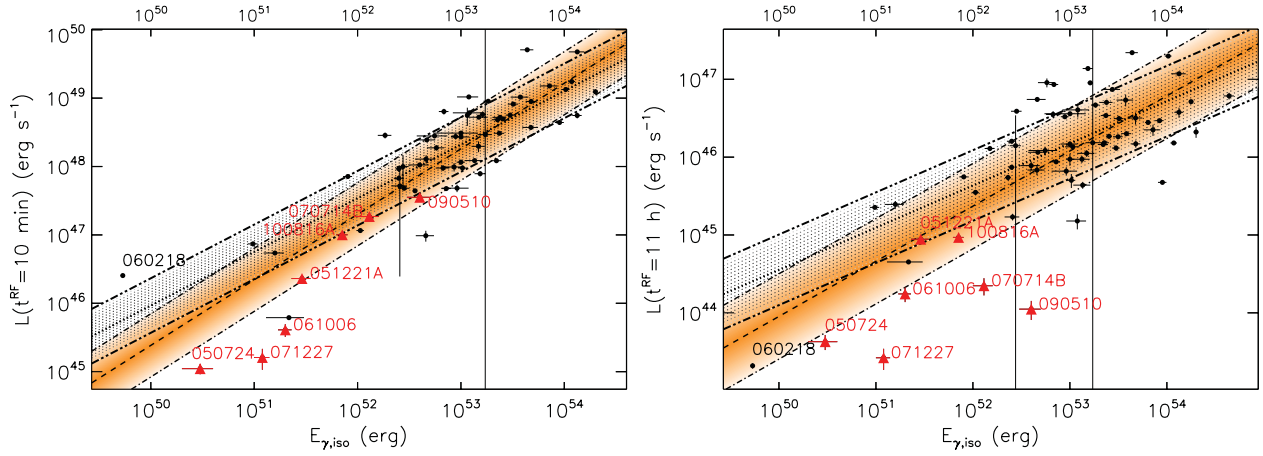 10^50 10^51 10^52 10^53 10^54
10^50
10^49
10^48
10^47
10^46
10^45
L(t^RF=10 min) (erg s^-1)
070714B
090510
100816A
060218
051221A
061006
050724
071227
10^50 10^51 10^52 10^53 10^54
E_γ,iso (erg)
10^50 10^51 10^52 10^53 10^54
10^47
10^46
10^45
10^44
L(t^RF=11 h) (erg s^-1)
051221A
100816A
061006
070714B
090510
050724
060218
071227
10^50 10^51 10^52 10^53 10^54
E_γ,iso (erg)